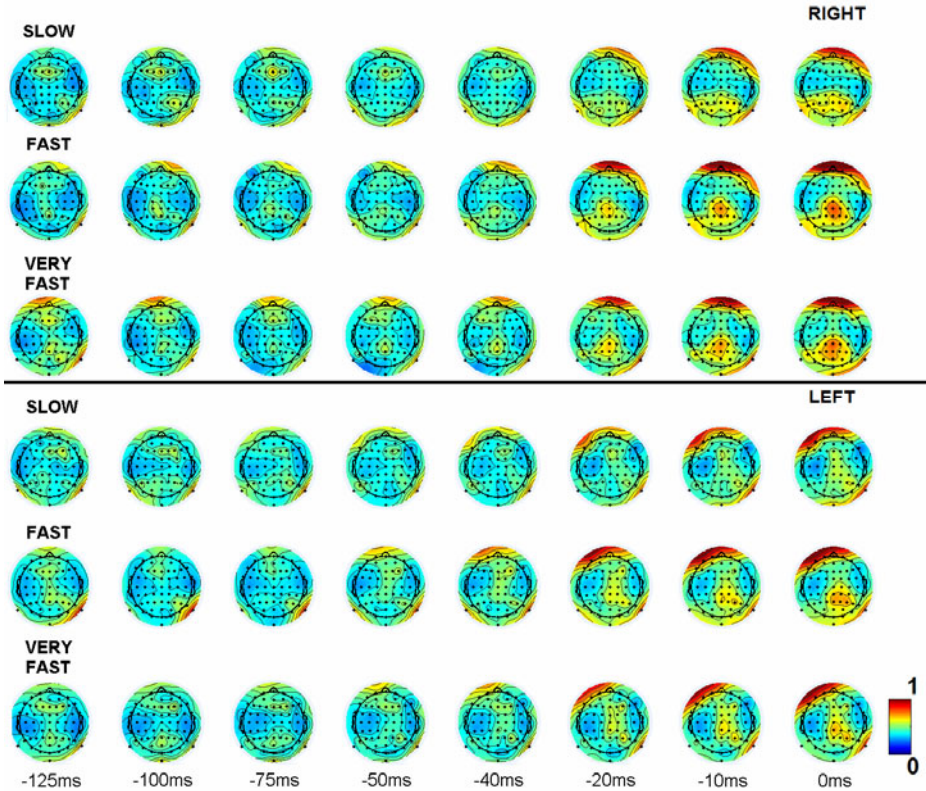 RIGHT
SLOW
FAST
VERY
FAST
LEFT
SLOW
FAST
VERY
FAST
1
0
-125ms -100ms -75ms -50ms -40ms -20ms -10ms 0ms